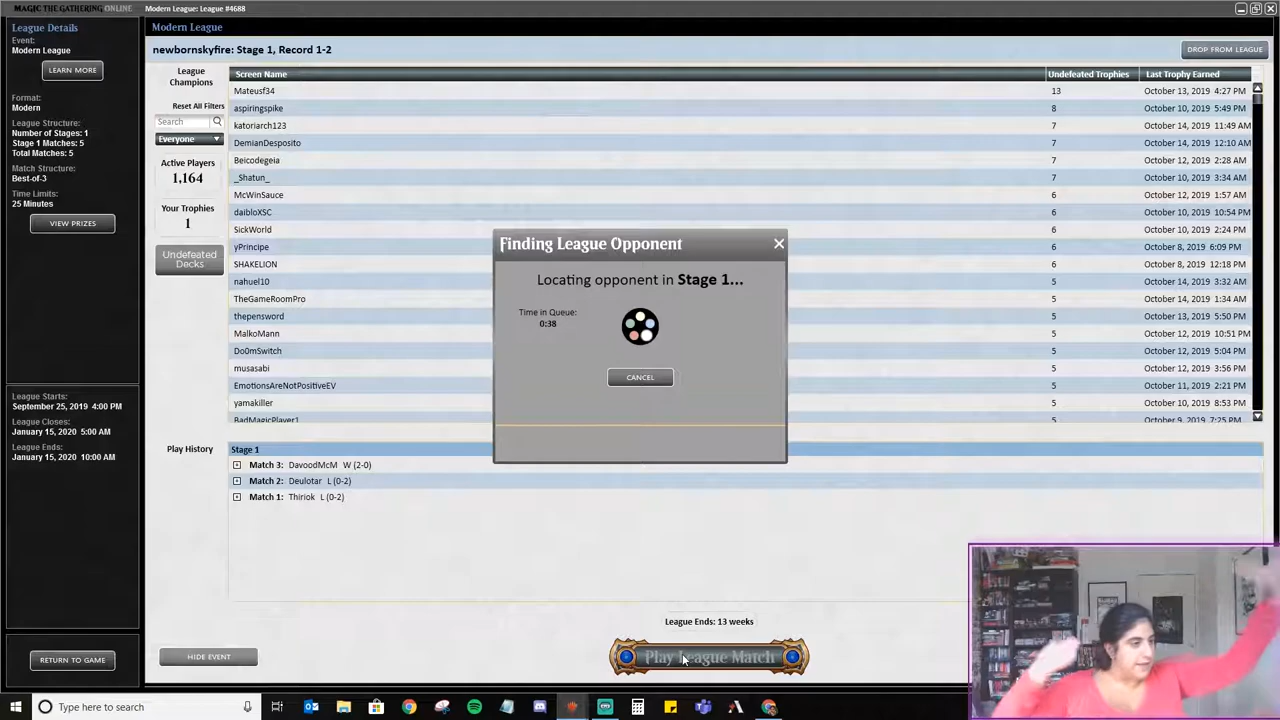 MAGIC THE GATHERING ONLINE
Modern League: League #4688
League Details
Event:
Modern League
LEARN MORE
Format:
Modern
League Structure:
Number of Stages: 1
Stage 1 Matches: 5
Total Matches: 5
Match Structure:
Best-of-3
Time Limits:
25 Minutes
VIEW PRIZES
League Starts:
September 25, 2019 4:00 PM
League Closes:
January 15, 2020 5:00 AM
League Ends:
January 15, 2020 10:00 AM
RETURN TO GAME
Modern League
newbornskyfire: Stage 1, Record 1-2
DROP FROM LEAGUE
League
Champions
Reset All Filters
Search
Everyone
Active Players
1,164
Your Trophies
1
Undefeated
Decks
Screen Name Undefeated Trophies Last Trophy Earned
Mateusf34 13 October 13, 2019 4:27 PM
aspiringspike 8 October 10, 2019 5:49 PM
katoriarch123 7 October 14, 2019 11:49 AM
DemianDesposito 7 October 14, 2019 12:10 AM
Beicodegeia 7 October 12, 2019 2:28 AM
_Shatun_ 7 October 10, 2019 3:34 AM
McWinSauce 6 October 12, 2019 1:57 AM
daibloXSC 6 October 10, 2019 10:54 PM
SickWorld 6 October 10, 2019 2:29 AM
yPrincipe 6 October 8, 2019 6:09 PM
SHAKELION 6 October 8, 2019 12:18 PM
nahuel10 5 October 14, 2019 3:32 AM
TheGameRoomPro 5 October 14, 2019 1:34 AM
thepensword 5 October 13, 2019 5:50 PM
MalkoMann 5 October 12, 2019 10:51 PM
Do0mSwitch 5 October 12, 2019 5:04 PM
musasabi 5 October 12, 2019 3:56 PM
EmotionsAreNotPositiveEV 5 October 11, 2019 2:21 PM
yamakiller 5 October 10, 2019 8:53 PM
BadMagicPlayer1 5 October 9, 2019 7:25 PM
Finding League Opponent
Locating opponent in Stage 1...
Time in Queue:
0:38
CANCEL
Play History
Stage 1
Match 3: DavoodMcM W (2-0)
Match 2: Deulotar L (0-2)
Match 1: Thiriok L (0-2)
League Ends: 13 weeks
HIDE EVENT
Play League Match
Type here to search